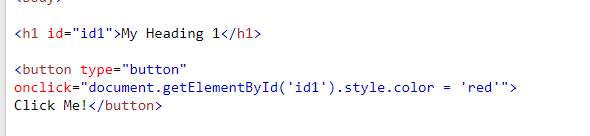 <h1 id="id1">My Heading 1</h1>
<button type="button"
onclick="document.getElementById('id1').style.color = 'red'">
Click Me!</button>